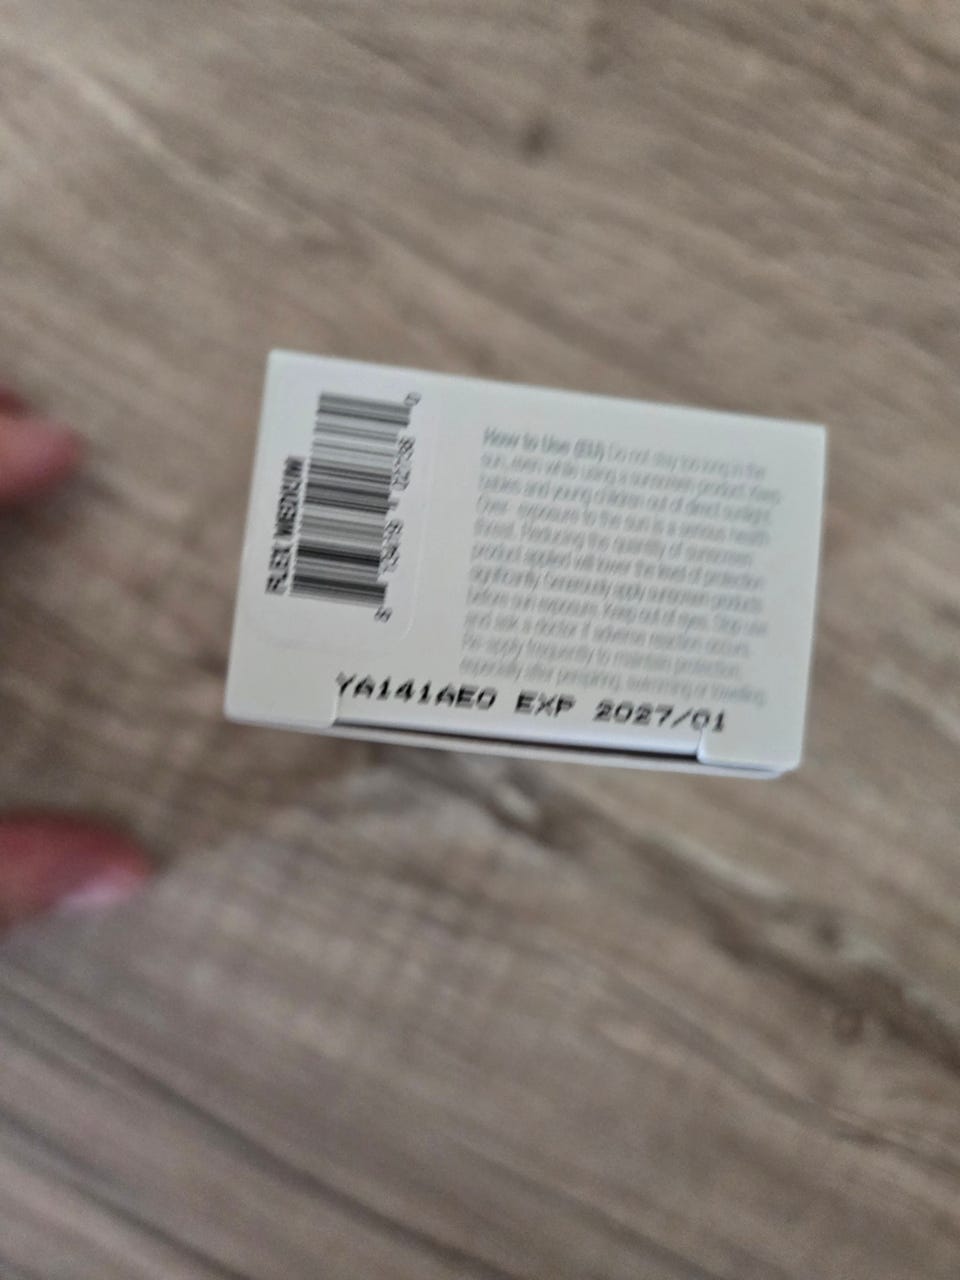 How to Use (EU) Do not stay too long in the
sun, even while using a sunscreen product. Keep
babies and young children out of direct sunlight.
Over- exposure to the sun is a serious health
threat. Reducing the quantity of sunscreen
product applied will lower the level of protection
significantly. Generously apply sunscreen products
before sun exposure. Keep out of eyes. Stop use
and ask a doctor if adverse reaction occurs.
Re-apply frequently to maintain protection,
especially after perspiring, swimming or toweling.
YA141AE0 EXP 2027/01